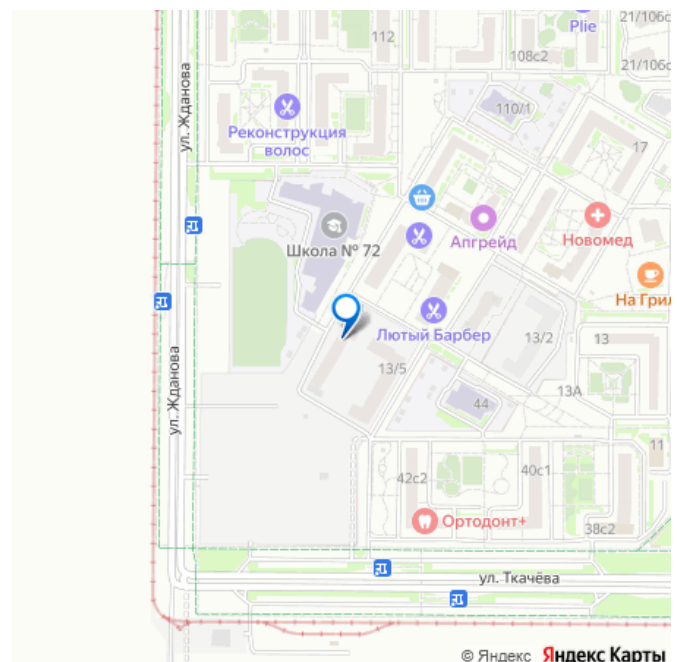 Plie
21/106с
112
108с2
21/106с
110/1
ул. Жданова
Реконструкция
волос
17
Апгрейд
Новомед
Школа № 72
На Грил
Лютый Барбер
13/2
13
ул. Жданова
13/5
13А
44
11
42с2
40с1
Ортодонт+
38с2
ул. Ткачёва
© Яндекс Яндекс Карты